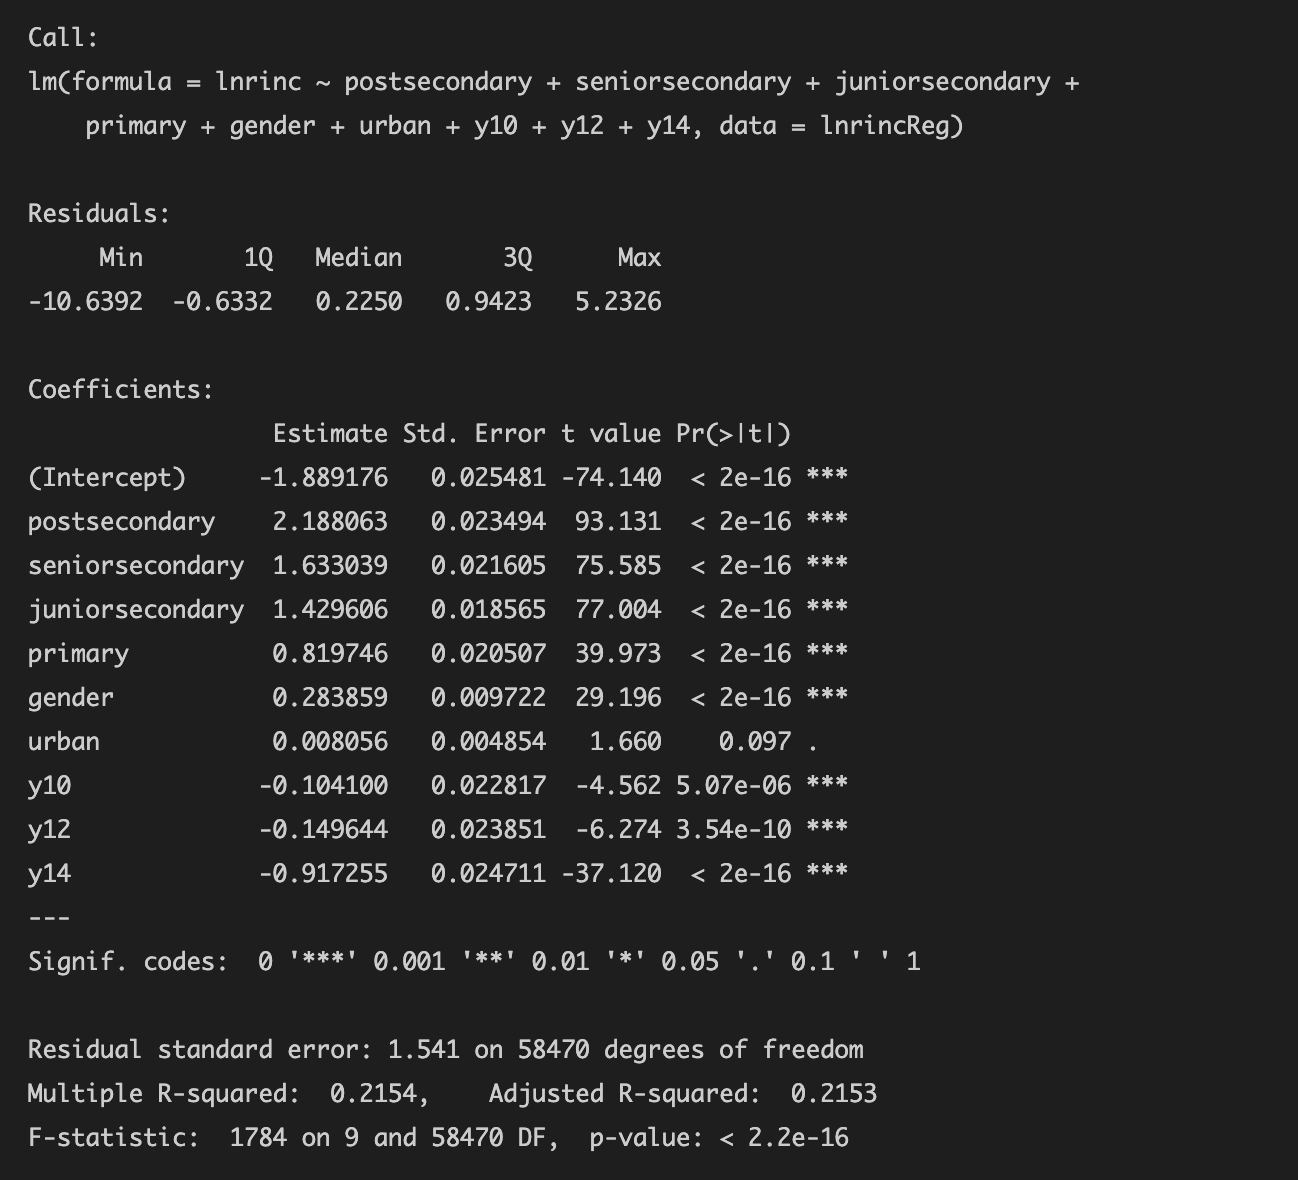 Call:
lm(formula = lnrinc ~ postsecondary + seniorsecondary + juniorsecondary +
    primary + gender + urban + y10 + y12 + y14, data = lnrincReg)

Residuals:
     Min       1Q   Median       3Q      Max
-10.6392  -0.6332   0.2250   0.9423   5.2326

Coefficients:
                 Estimate Std. Error t value Pr(>|t|)
(Intercept)     -1.889176   0.025481 -74.140  < 2e-16 ***
postsecondary    2.188063   0.023494  93.131  < 2e-16 ***
seniorsecondary  1.633039   0.021605  75.585  < 2e-16 ***
juniorsecondary  1.429606   0.018565  77.004  < 2e-16 ***
primary          0.819746   0.020507  39.973  < 2e-16 ***
gender           0.283859   0.009722  29.196  < 2e-16 ***
urban            0.008056   0.004854   1.660    0.097 .
y10             -0.104100   0.022817  -4.562 5.07e-06 ***
y12             -0.149644   0.023851  -6.274 3.54e-10 ***
y14             -0.917255   0.024711 -37.120  < 2e-16 ***
---
Signif. codes:  0 '***' 0.001 '**' 0.01 '*' 0.05 '.' 0.1 ' ' 1

Residual standard error: 1.541 on 58470 degrees of freedom
Multiple R-squared:  0.2154,    Adjusted R-squared:  0.2153
F-statistic:  1784 on 9 and 58470 DF,  p-value: < 2.2e-16